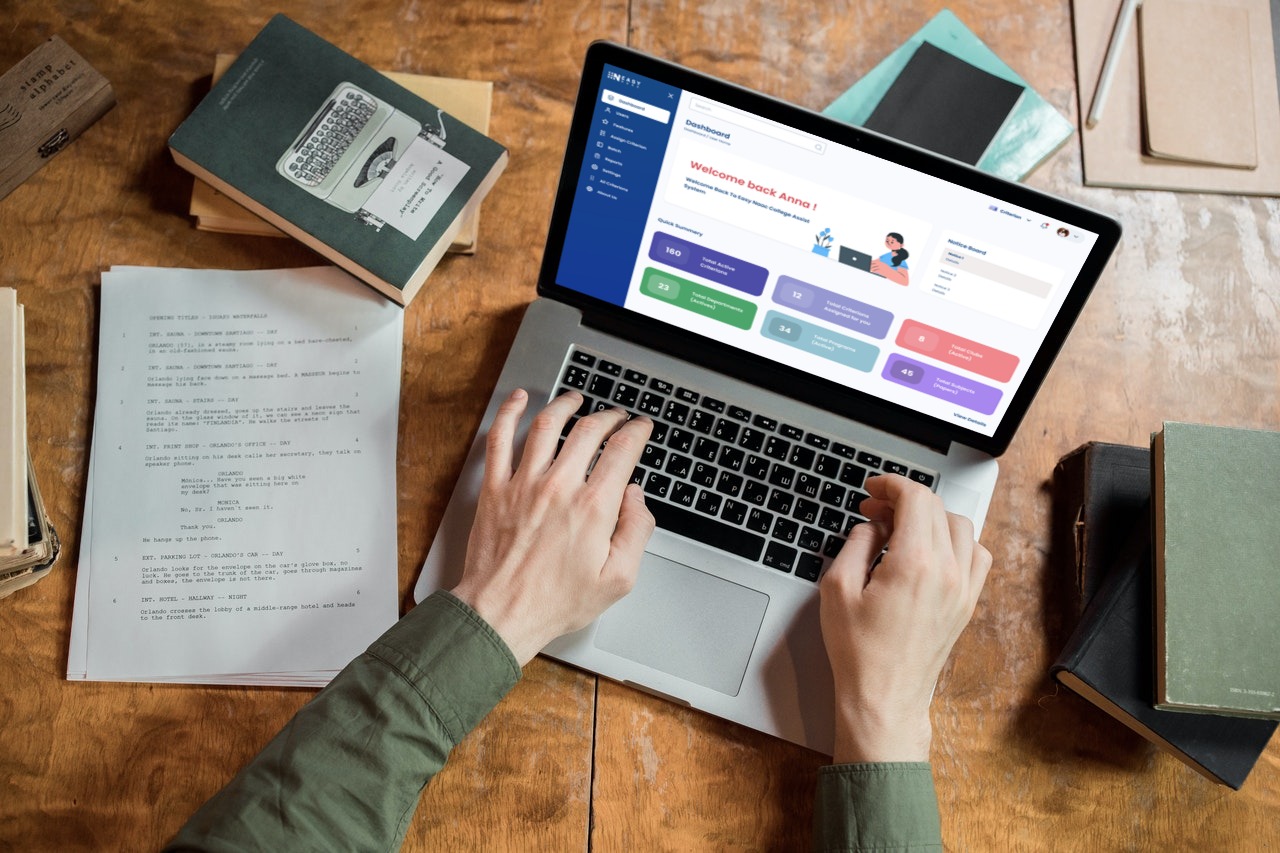 stamp
alphabet
"How To Write
A
Good Screenplay"
OPENING TITLES - IGUAZU WATERFALLS
1 INT. SAUNA - DOWNTOWN SANTIAGO -- DAY 1
ORLANDO (57), in a steamy room lying on a bed bare-chested,
in an old-fashioned sauna.
2 INT. SAUNA - DOWNTOWN SANTIAGO -- DAY 2
Orlando lying face down on a massage bed. A MASSEUR begins to
massage his back.
3 INT. SAUNA - STAIRS -- DAY 3
Orlando already dressed, goes up the stairs and leaves the
sauna. On the glass window of it, we can see a neon sign that
reads its name: "FINLANDIA". He walks the streets of
Santiago.
4 INT. PRINT SHOP - ORLANDO'S OFFICE -- DAY 4
Orlando sitting on his desk calls her secretary, they talk on
speaker phone.
ORLANDO
Mónica... Have you seen a big white
envelope that was sitting here on
my desk?
MONICA
No, Sr. I haven't seen it.
ORLANDO
Thank you.
He hangs up the phone.
5 EXT. PARKING LOT - ORLANDO'S CAR -- DAY 5
Orlando looks for the envelope on the car's glove box, no
luck. He goes to the trunk of the car, goes through magazines
and boxes, the envelope is not there.
6 INT. HOTEL - HALLWAY -- NIGHT 6
Orlando crosses the lobby of a middle-range hotel and heads
to the front desk.
EASY
Dashboard
Users
Features
Assign Criterion
Batch
Reports
Settings
All Criterions
About Us
Search
Dashboard
Welcome back Anna !
Welcome Back To Easy Naac College Assist
System
Criterion
Notice Board
Notice 1
Notice 2
Notice 3
Quick Summary
160 Total Active
Criterions
12 Total Criterions
Assigned for you
8 Total Clubs
(Active)
23 Total Departments
(Actives)
34 Total Programs
(Active)
45 Total Subjects
(Papers)
View Details